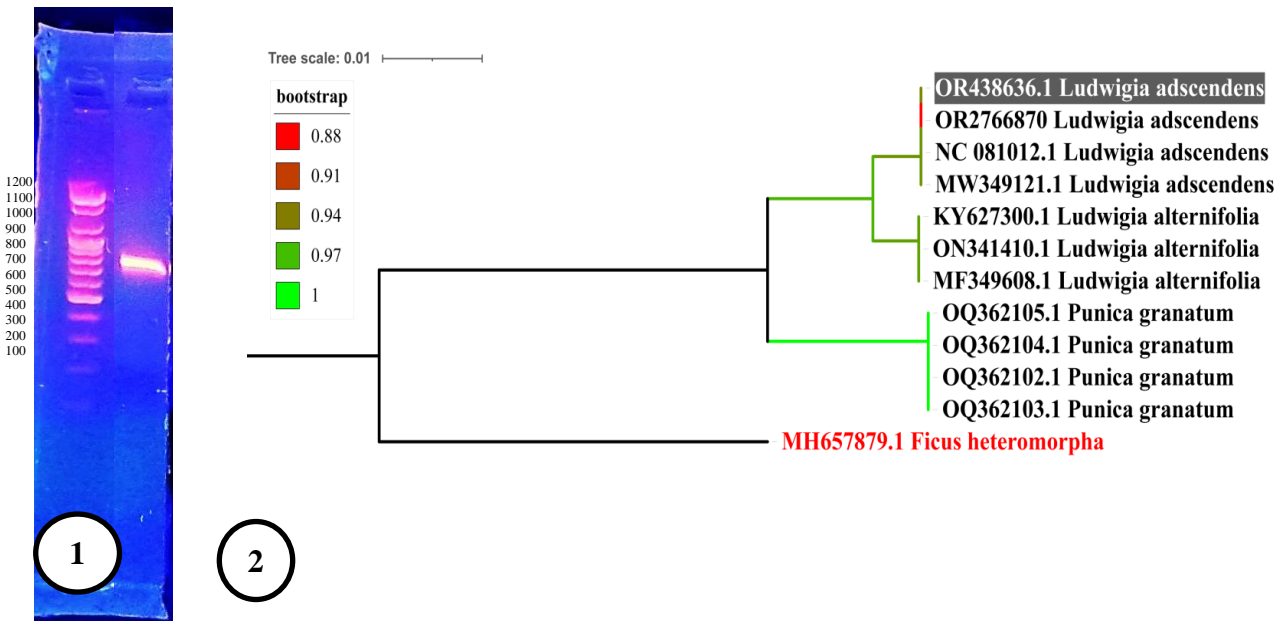 1200
1100
1000
900
800
700
600
500
400
300
200
100
1
2
Tree scale: 0.01
bootstrap
0.88
0.91
0.94
0.97
1
OR438636.1 Ludwigia adscendens
OR2766870 Ludwigia adscendens
NC 081012.1 Ludwigia adscendens
MW349121.1 Ludwigia adscendens
KY627300.1 Ludwigia alternifolia
ON341410.1 Ludwigia alternifolia
MF349608.1 Ludwigia alternifolia
OQ362105.1 Punica granatum
OQ362104.1 Punica granatum
OQ362102.1 Punica granatum
OQ362103.1 Punica granatum
MH657879.1 Ficus heteromorpha